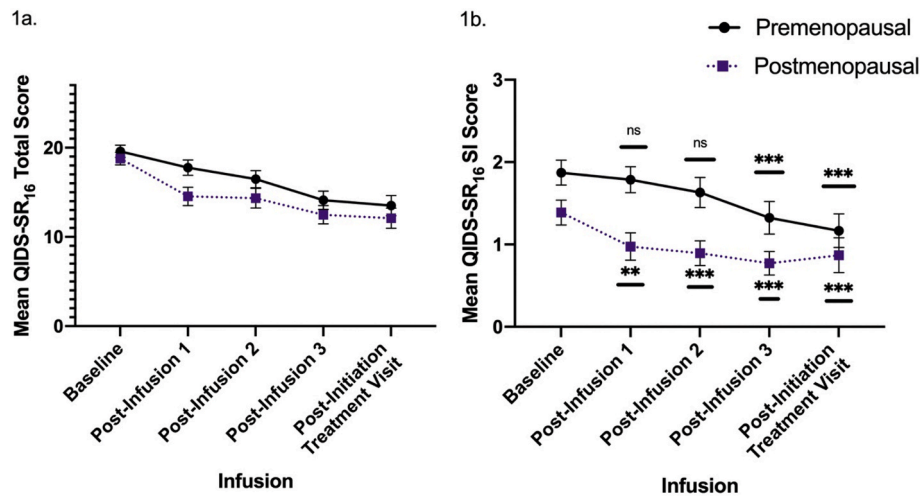 1a.
Mean QIDS-SR16 Total Score
20
10
0
Baseline
Post-Infusion 1
Post-Infusion 2
Post-Infusion 3
Post-Initiation
Treatment Visit
Infusion
1b.
Premenopausal
Postmenopausal
Mean QIDS-SR16 SI Score
3
2
1
0
ns
ns
***
***
**
***
***
***
Baseline
Post-Infusion 1
Post-Infusion 2
Post-Infusion 3
Post-Initiation
Treatment Visit
Infusion